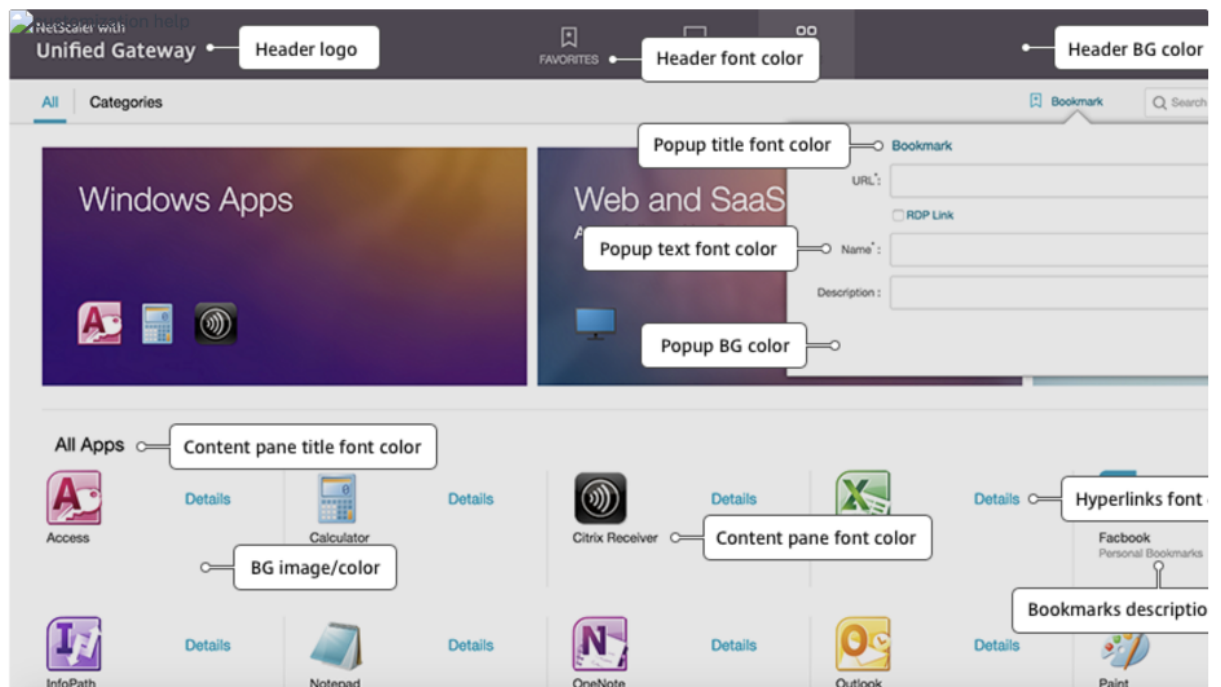 customization help
NetScaler with
Unified Gateway
Header logo
FAVORITES
Header font color
Header BG color
All
Categories
Bookmark
Search
Popup title font color
Bookmark
URL*:
Windows Apps
Web and SaaS
RDP Link
Popup text font color
Name*:
Description :
Popup BG color
All Apps
Content pane title font color
Details
Details
Details
Details
Hyperlinks font
Access
Calculator
Citrix Receiver
Content pane font color
Facbook
Personal Bookmarks
BG image/color
Bookmarks descriptio
Details
Details
Details
Details
InfoPath
Notepad
OneNote
Outlook
Paint